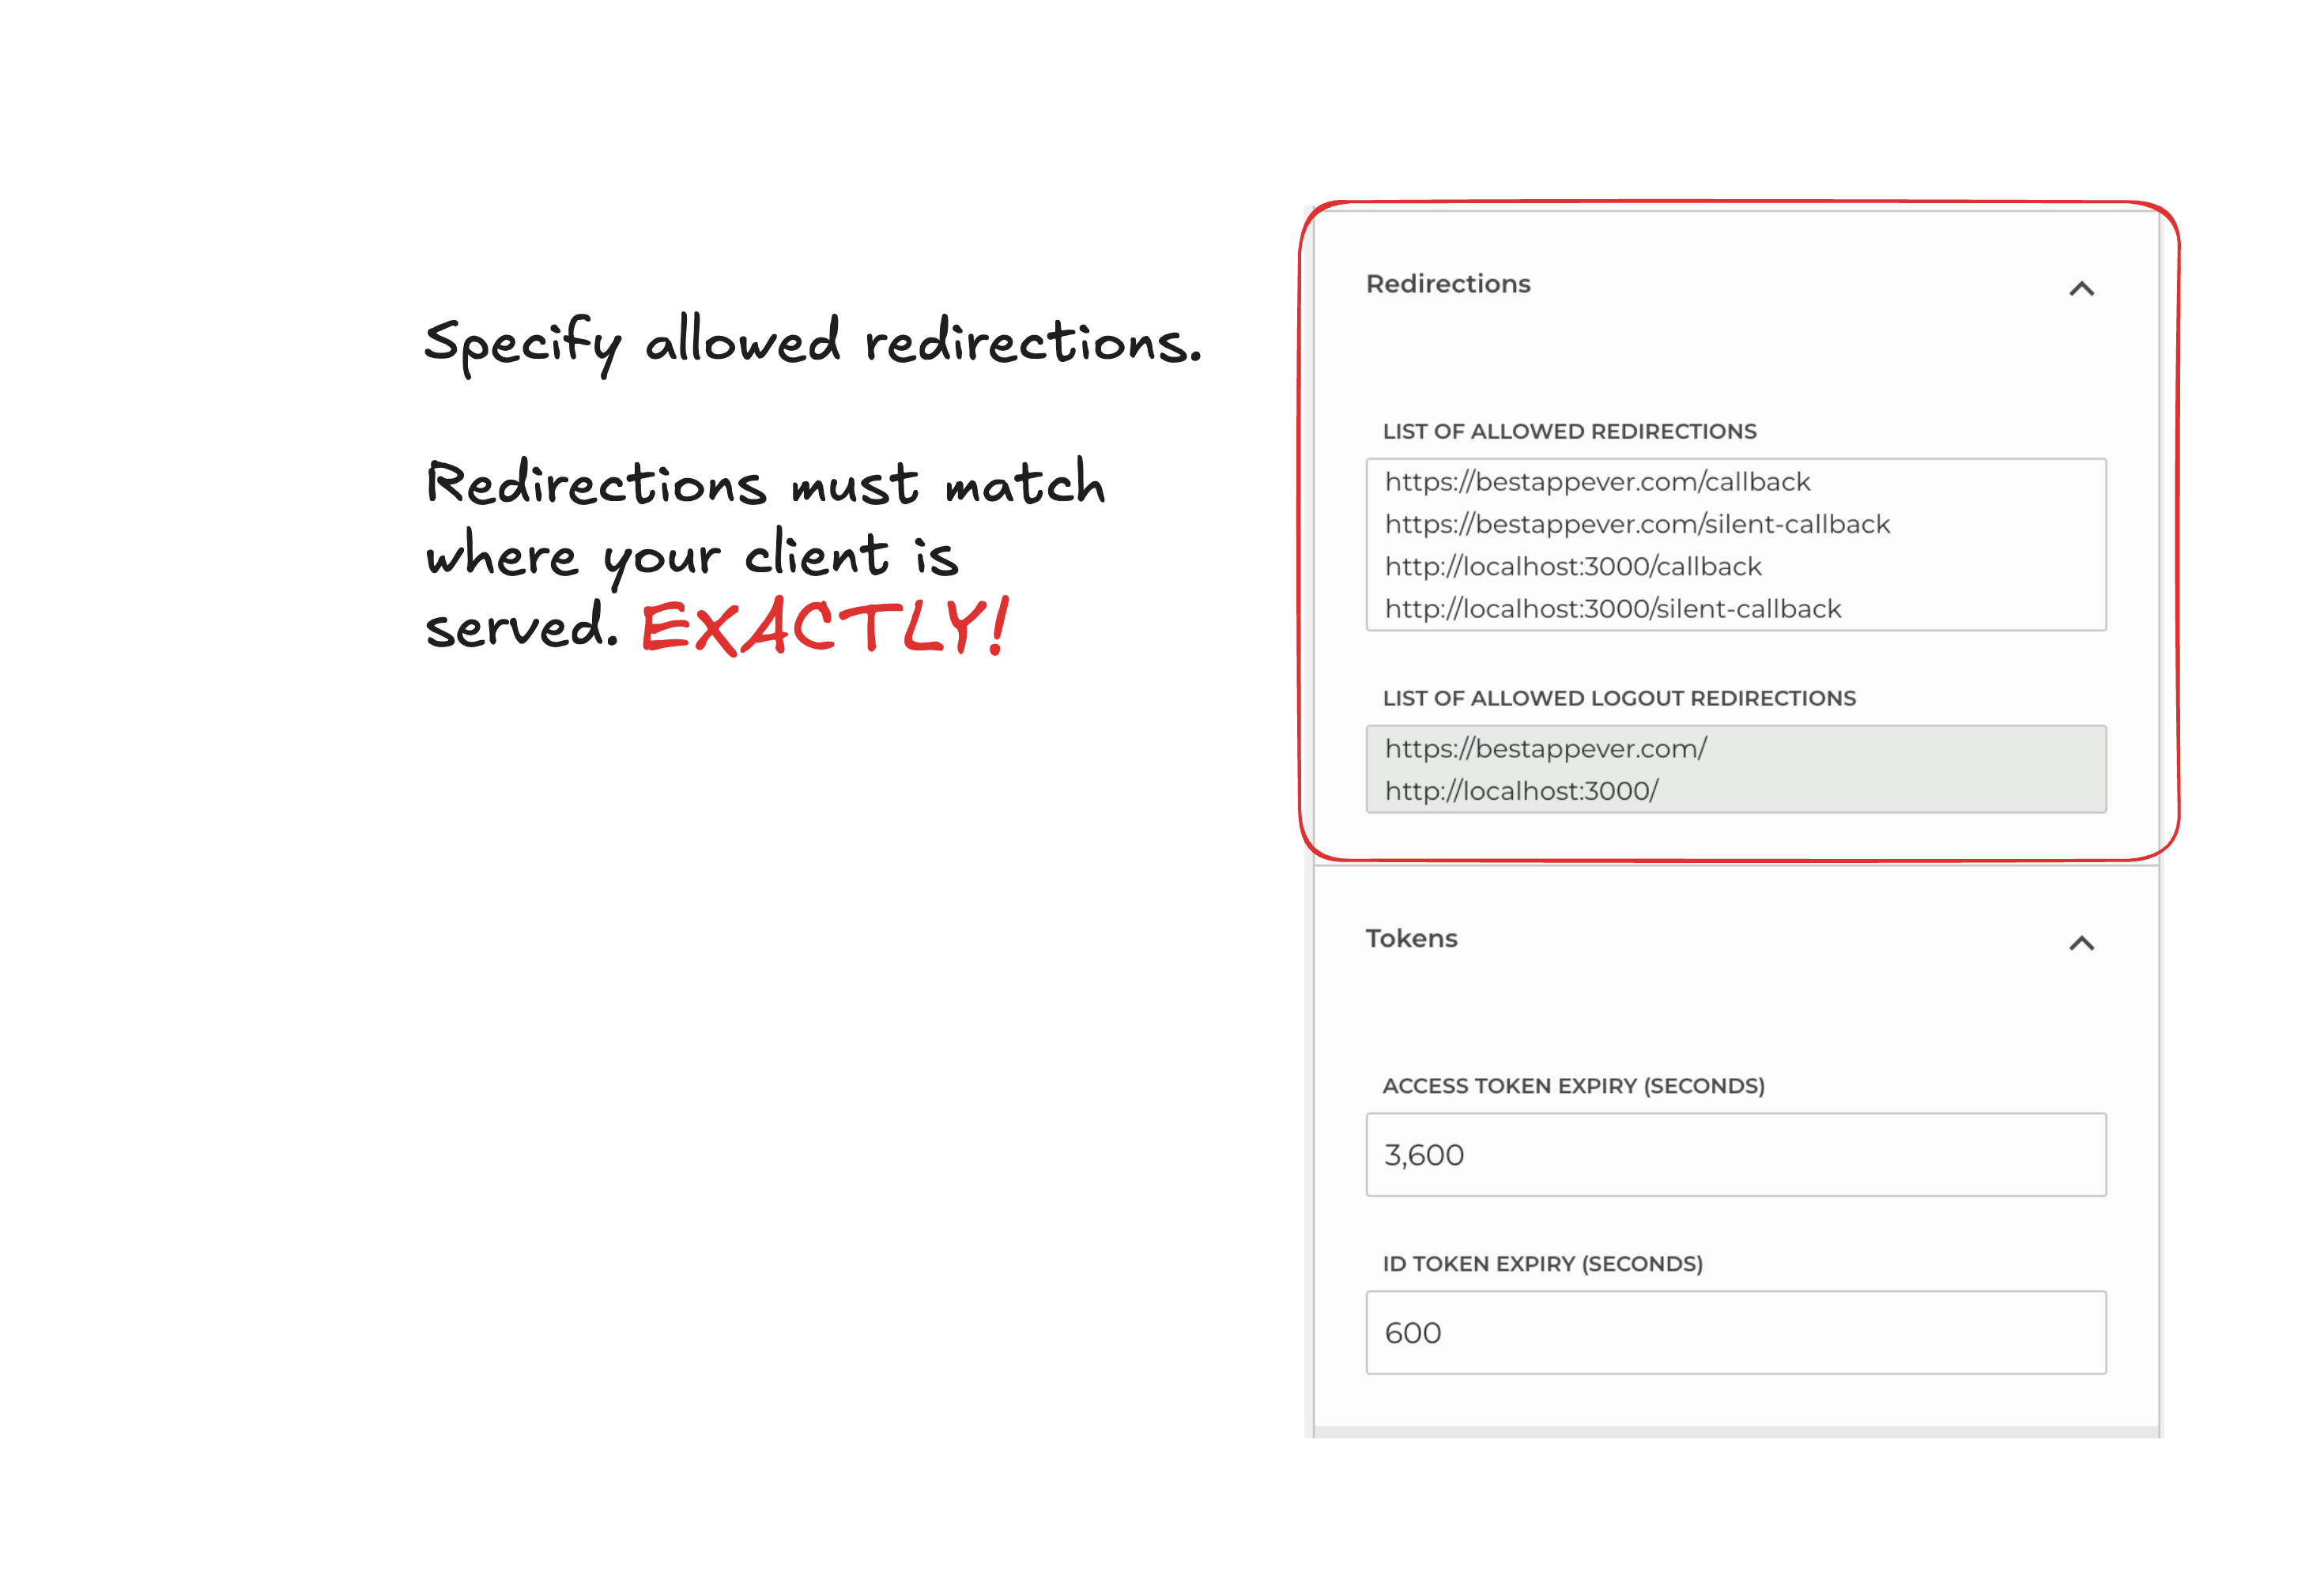 Specify allowed redirections.
Redirections must match
where your client is
served. EXACTLY!
Redirections
LIST OF ALLOWED REDIRECTIONS
https://bestappever.com/callback
https://bestappever.com/silent-callback
http://localhost:3000/callback
http://localhost:3000/silent-callback
LIST OF ALLOWED LOGOUT REDIRECTIONS
https://bestappever.com/
http://localhost:3000/
Tokens
ACCESS TOKEN EXPIRY (SECONDS)
3,600
ID TOKEN EXPIRY (SECONDS)
600